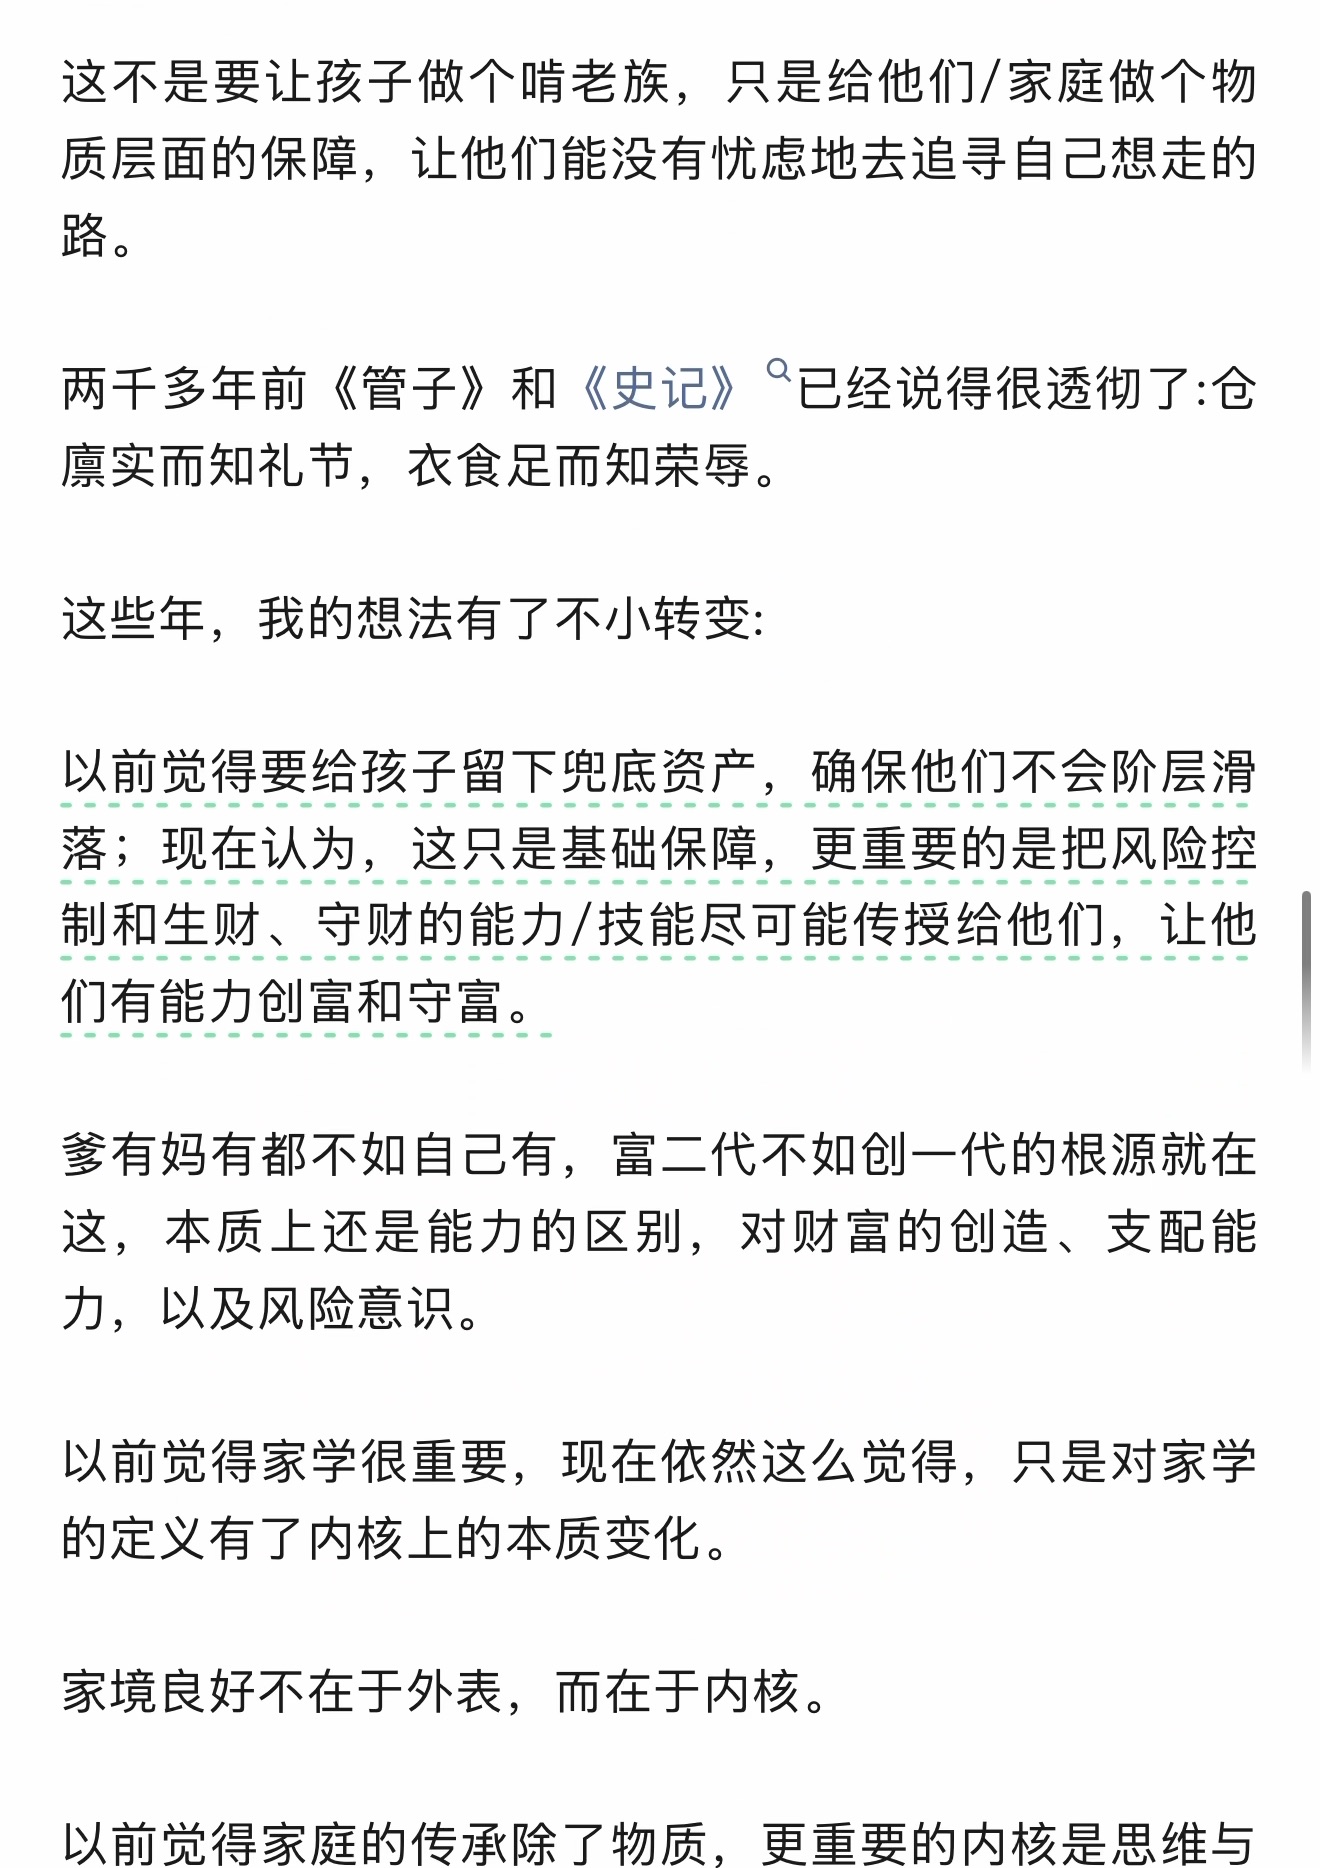 这不是要让孩子做个啃老族，只是给他们/家庭做个物
质层面的保障，让他们能没有忧虑地去追寻自己想走的
路。
两千多年前《管子》和《史记》已经说得很透彻了:仓
廪实而知礼节，衣食足而知荣辱。
这些年，我的想法有了不小转变:
以前觉得要给孩子留下兜底资产，确保他们不会阶层滑
落；现在认为，这只是基础保障，更重要的是把风险控
制和生财、守财的能力/技能尽可能传授给他们，让他
们有能力创富和守富。
爹有妈有都不如自己有，富二代不如创一代的根源就在
这，本质上还是能力的区别，对财富的创造、支配能
力，以及风险意识。
以前觉得家学很重要，现在依然这么觉得，只是对家学
的定义有了内核上的本质变化。
家境良好不在于外表，而在于内核。
以前觉得家庭的传承除了物质，更重要的内核是思维与